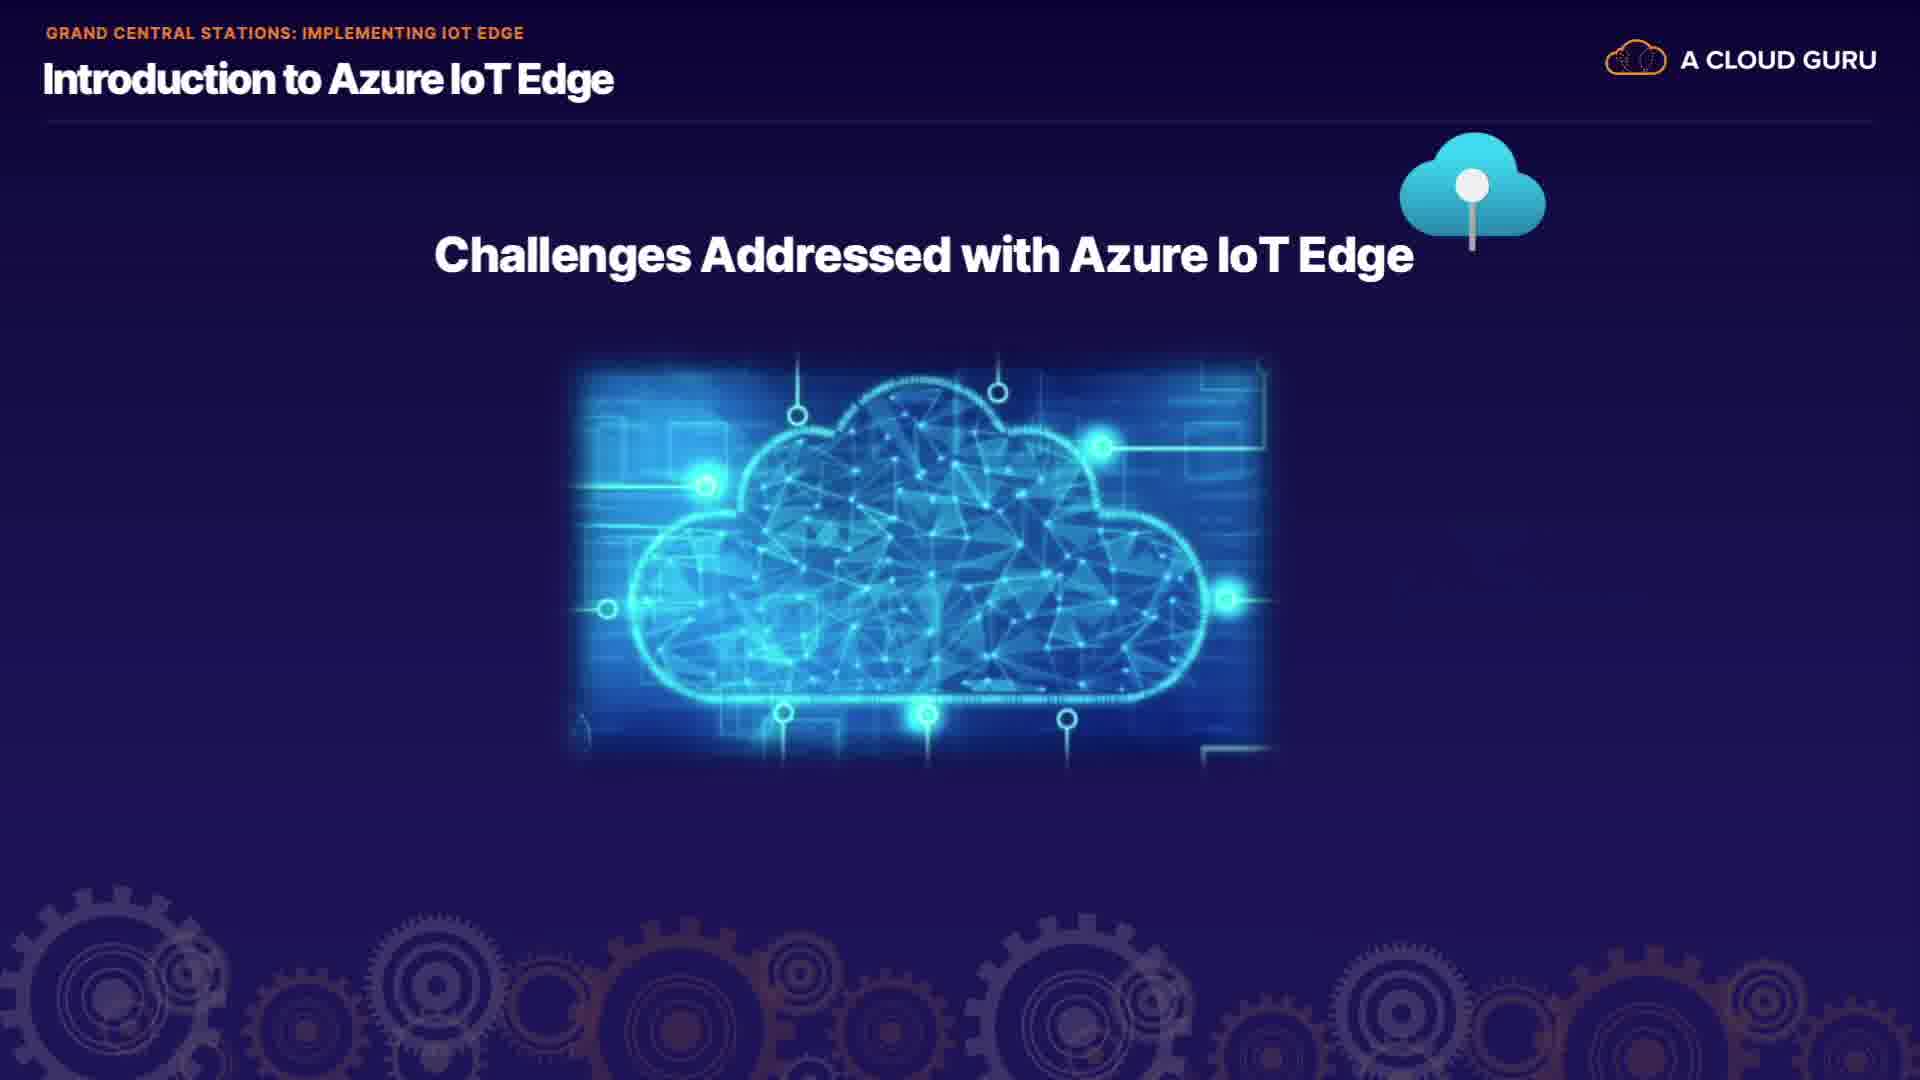 GRAND CENTRAL STATIONS: IMPLEMENTING IOT EDGE
Introduction to Azure IoT Edge
A CLOUD GURU
Challenges Addressed with Azure IoT Edge